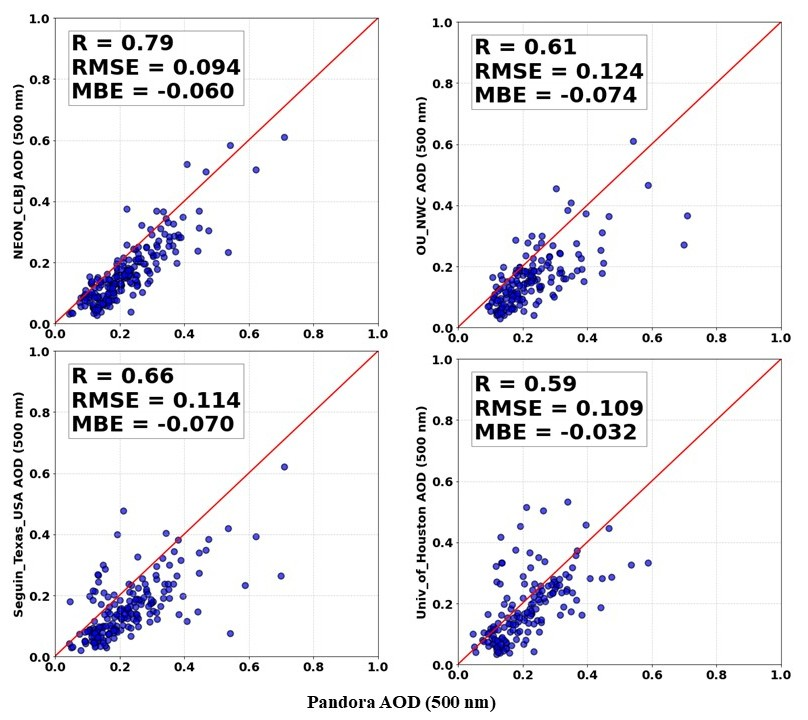 R = 0.79
RMSE = 0.094
MBE = -0.060
NEON_CLBJ AOD (500 nm)
1.0
0.8
0.6
0.4
0.2
0.0
0.0 0.2 0.4 0.6 0.8 1.0
R = 0.61
RMSE = 0.124
MBE = -0.074
OU_NWC AOD (500 nm)
1.0
0.8
0.6
0.4
0.2
0.0
0.0 0.2 0.4 0.6 0.8 1.0
R = 0.66
RMSE = 0.114
MBE = -0.070
Seguin_Texas_USA AOD (500 nm)
1.0
0.8
0.6
0.4
0.2
0.0
0.0 0.2 0.4 0.6 0.8 1.0
R = 0.59
RMSE = 0.109
MBE = -0.032
Univ_of_Houston AOD (500 nm)
1.0
0.8
0.6
0.4
0.2
0.0
0.0 0.2 0.4 0.6 0.8 1.0
Pandora AOD (500 nm)